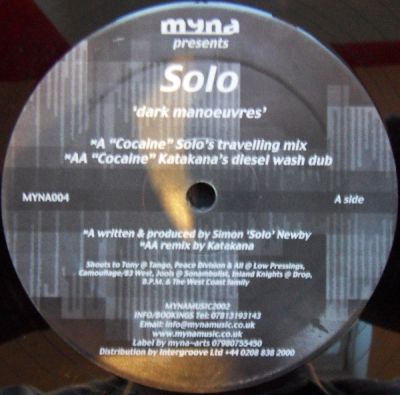 myna
presents
Solo
'dark manoeuvres'
"A "Cocaine" Solo's travelling mix
"AA "Cocaine" Katakana's diesel wash dub
MYNA004
A side
"A written & produced by Simon 'Solo' Newby
"AA remix by Katakana
Shouts to Tony @ Tango, Peace Division & All @ Low Pressings,
Camouflage/83 West, Jools @ Sonambulist, Inland Knights @ Drop,
B.P.M. & The West Coast family
MYNAMUSIC2002
INFO/BOOKINGS Tel: 07813193143
Email: info@mynamusic.co.uk
www.mynamusic.co.uk
Label by myna-arts 07980755450
Distribution by Intergroove Ltd +44 0208 838 2000